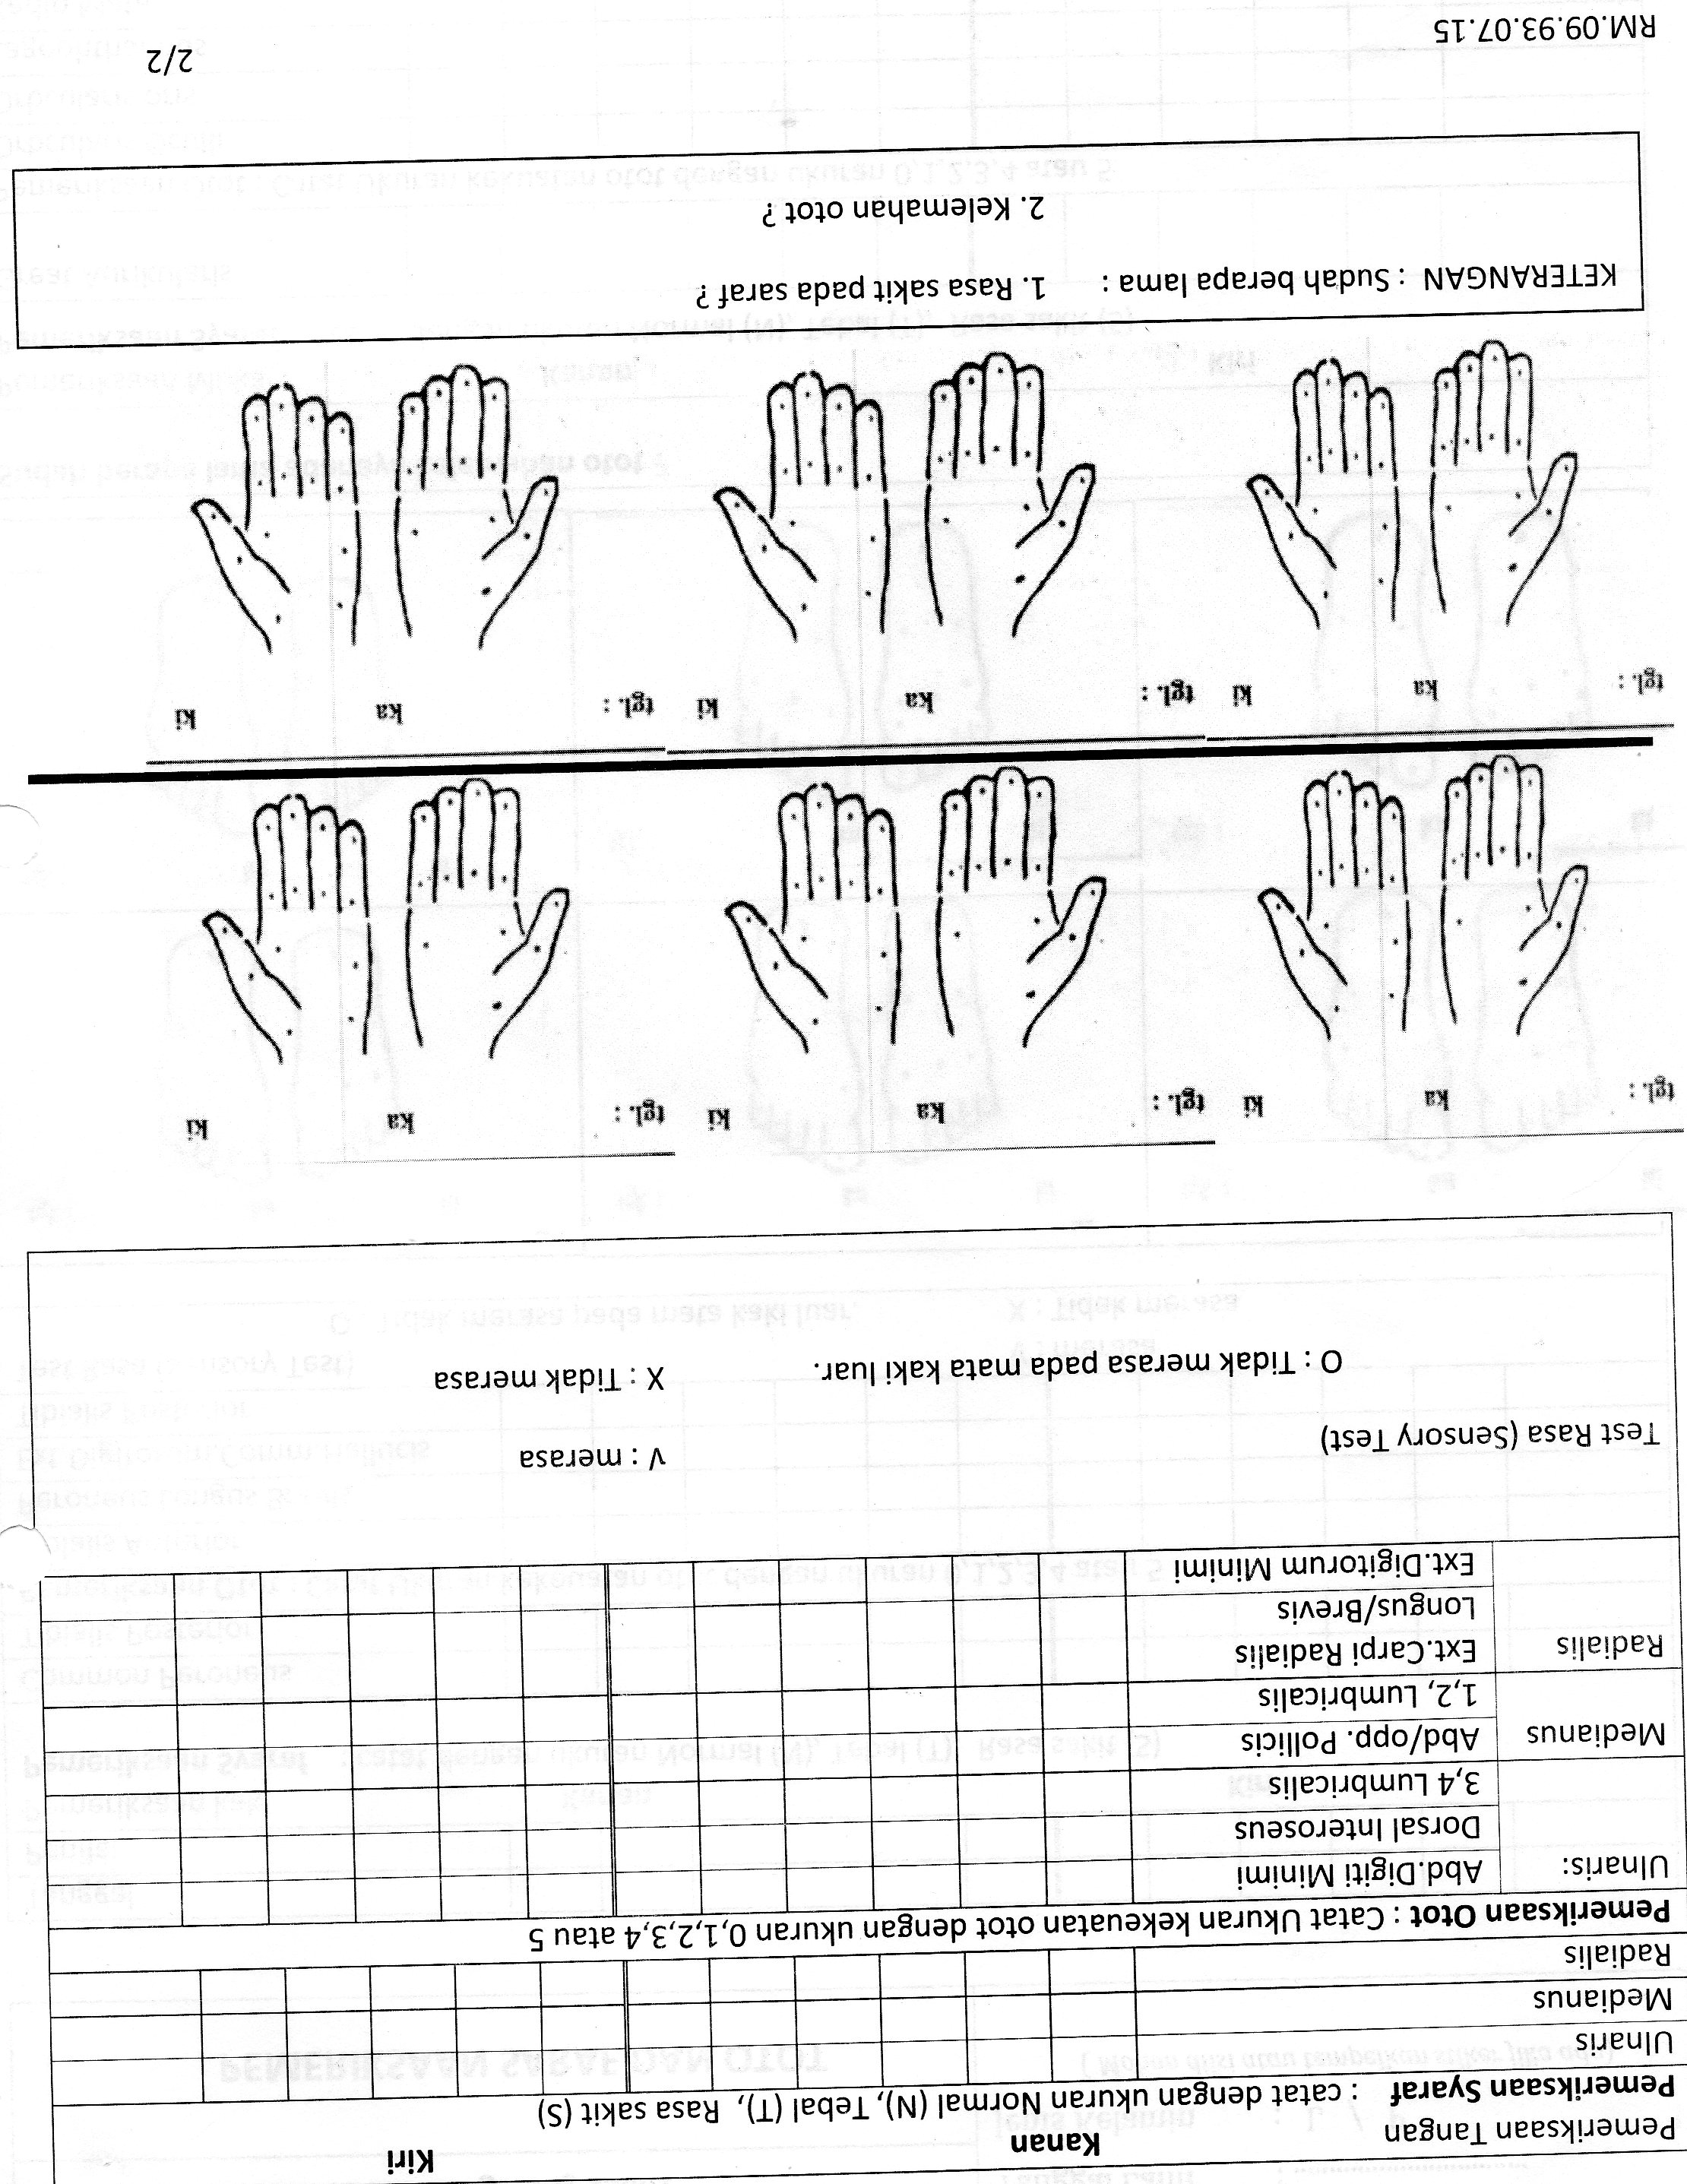 Pemeriksaan Tangan Kanan Kiri
Pemeriksaan Syaraf : catat dengan ukuran Normal (N), Tebal (T), Rasa sakit (S)
Ulnaris
Medianus
Radialis
Pemeriksaan Otot : Catat Ukuran kekeuatan otot dengan ukuran 0,1,2,3,4 atau 5
Ulnaris: Abd.Digiti Minimi
Dorsal Interoseus
3,4 Lumbricalis
Medianus Abd/opp. Pollicis
1,2, Lumbricalis
Radialis Ext.Carpi Radialis
Longus/Brevis
Ext.Digitorum Minimi
Test Rasa (Sensory Test) √ : merasa
O : Tidak merasa pada mata kaki luar. X : Tidak merasa
tgl. : ka ki tgl. : ka ki tgl. : ka ki
tgl. : ka ki tgl. : ka ki tgl. : ka ki
KETERANGAN : Sudah berapa lama : 1. Rasa sakit pada saraf ?
2. Kelemahan otot ?
2/2
RM.09.93.07.15